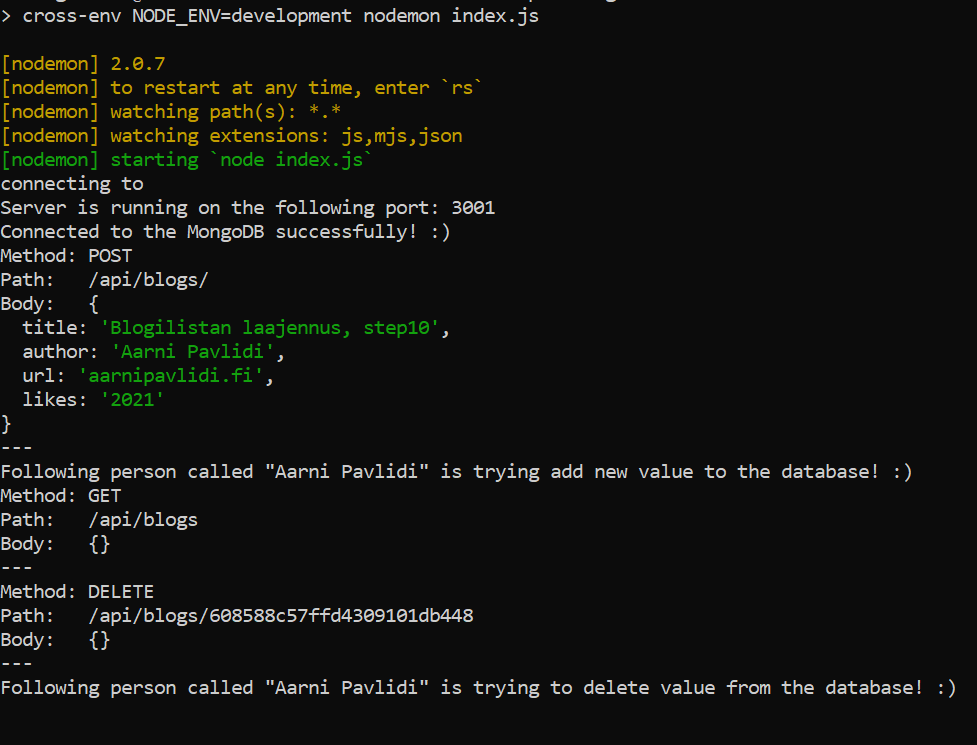 > cross-env NODE_ENV=development nodemon index.js
[nodemon] 2.0.7
[nodemon] to restart at any time, enter `rs`
[nodemon] watching path(s): *.*
[nodemon] watching extensions: js,mjs,json
[nodemon] starting `node index.js`
connecting to
Server is running on the following port: 3001
Connected to the MongoDB successfully! :)
Method: POST
Path:   /api/blogs/
Body:   {
  title: 'Blogilistan laajennus, step10',
  author: 'Aarni Pavlidi',
  url: 'aarnipavlidi.fi',
  likes: '2021'
}
---
Following person called "Aarni Pavlidi" is trying add new value to the database! :)
Method: GET
Path:   /api/blogs
Body:   {}
---
Method: DELETE
Path:   /api/blogs/608588c57ffd4309101db448
Body:   {}
---
Following person called "Aarni Pavlidi" is trying to delete value from the database! :)